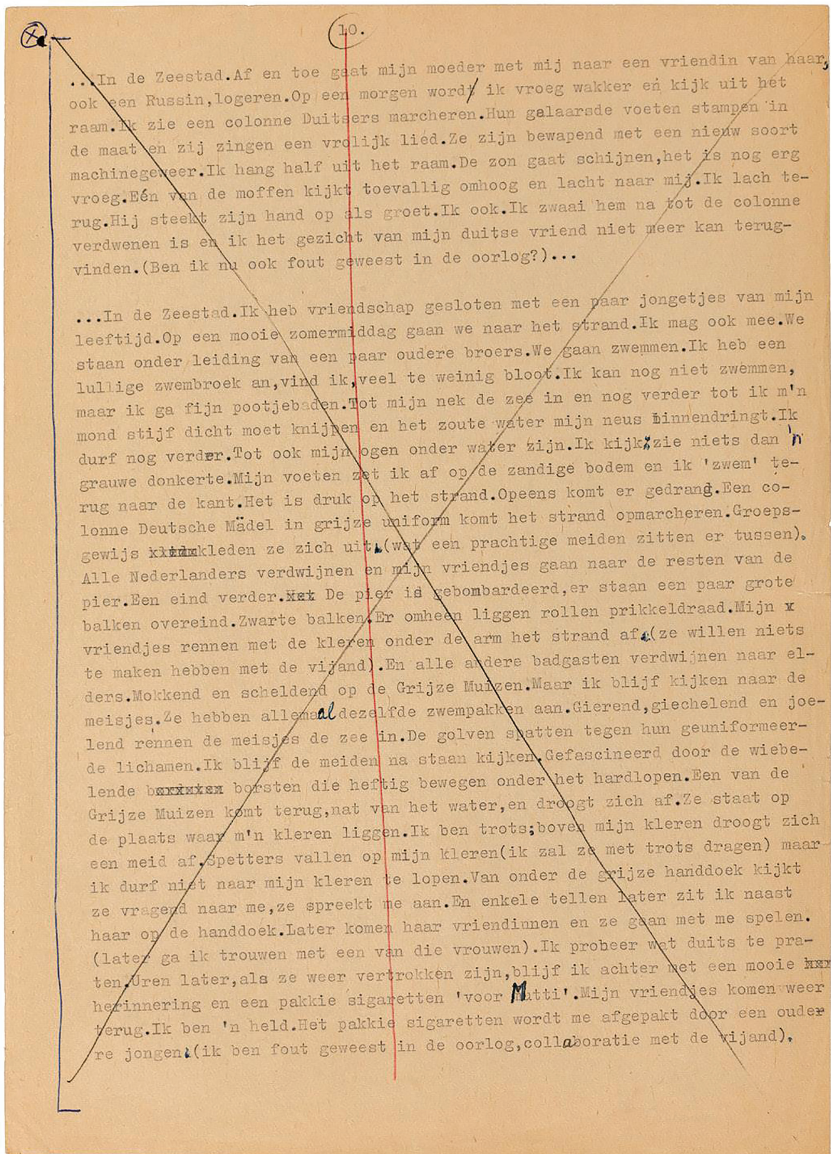 10.
...In de Zeestad.Af en toe gaat mijn moeder met mij naar een vriendin van haar,
ook een Russin,logeren.Op een morgen word ik vroeg wakker en kijk uit het
raam.Ik zie een colonne Duitsers marcheren.Hun galaarsde voeten stampen in
de maat en zij zingen een vrolijk lied.Ze zijn bewapend met een nieuw soort
machinegeweer.Ik hang half uit het raam.De zon gaat schijnen,het is nog erg
vroeg.Eén van de moffen kijkt toevallig omhoog en lacht naar mij.Ik lach te-
rug.Hij steekt zijn hand op als groet.Ik ook.Ik zwaai hem na tot de colonne
verdwenen is en ik het gezicht van mijn duitse vriend niet meer kan terug-
vinden.(Ben ik nu ook fout geweest in de oorlog?)...
...In de Zeestad.Ik heb vriendschap gesloten met een paar jongetjes van mijn
leeftijd.Op een mooie zomermiddag gaan we naar het strand.Ik mag ook mee.We
staan onder leiding van een paar oudere broers.We gaan zwemmen.Ik heb een
lullige zwembroek an,vind ik,veel te weinig bloot.Ik kan nog niet zwemmen,
maar ik ga fijn pootjebaden.Tot mijn nek de zee in en nog verder tot ik m'n
mond stijf dicht moet knijpen en het zoute water mijn neus binnendringt.Ik
durf nog verder.Tot ook mijn ogen onder water zijn.Ik kijk;zie niets dan 'n
grauwe donkerte.Mijn voeten zet ik af op de zandige bodem en ik 'zwem' te-
rug naar de kant.Het is druk op het strand.Opeens komt er gedrang.Een co-
lonne Deutsche Mädel in grijze uniform komt het strand opmarcheren.Groeps-
gewijs kleden ze zich uit.(wat een prachtige meiden zitten er tussen).
Alle Nederlanders verdwijnen en mijn vriendjes gaan naar de resten van de
pier.Een eind verder. De pier is gebombardeerd,er staan een paar grote
balken overeind.Zwarte balken.Er omheen liggen rollen prikkeldraad.Mijn
vriendjes rennen met de kleren onder de arm het strand af.(ze willen niets
te maken hebben met de vijand).En alle andere badgasten verdwijnen naar el-
ders.Mokkend en scheldend op de Grijze Muizen.Maar ik blijf kijken naar de
meisjes.Ze hebben allemaal dezelfde zwempakken aan.Gierend,giechelend en joe-
lend rennen de meisjes de zee in.De golven spatten tegen hun geuniformeer-
de lichamen.Ik blijf de meiden na staan kijken.Gefascineerd door de wiebe-
lende borsten die heftig bewegen onder het hardlopen.Een van de
Grijze Muizen komt terug,nat van het water,en droogt zich af.Ze staat op
de plaats waar m'n kleren liggen.Ik ben trots;boven mijn kleren droogt zich
een meid af.Spetters vallen op mijn kleren(ik zal ze met trots dragen) maar
ik durf niet naar mijn kleren te lopen.Van onder de grijze handdoek kijkt
ze vragend naar me,ze spreekt me aan.En enkele tellen later zit ik naast
haar op de handdoek.Later komen haar vriendinnen en ze gaan met me spelen.
(later ga ik trouwen met een van die vrouwen).Ik probeer wat duits te pra-
ten.Uren later,als ze weer vertrokken zijn,blijf ik achter met een mooie
herinnering en een pakkie sigaretten 'voor Mutti'.Mijn vriendjes komen weer
terug.Ik ben 'n held.Het pakkie sigaretten wordt me afgepakt door een oude
re jongen.(ik ben fout geweest in de oorlog,collaboratie met de vijand).